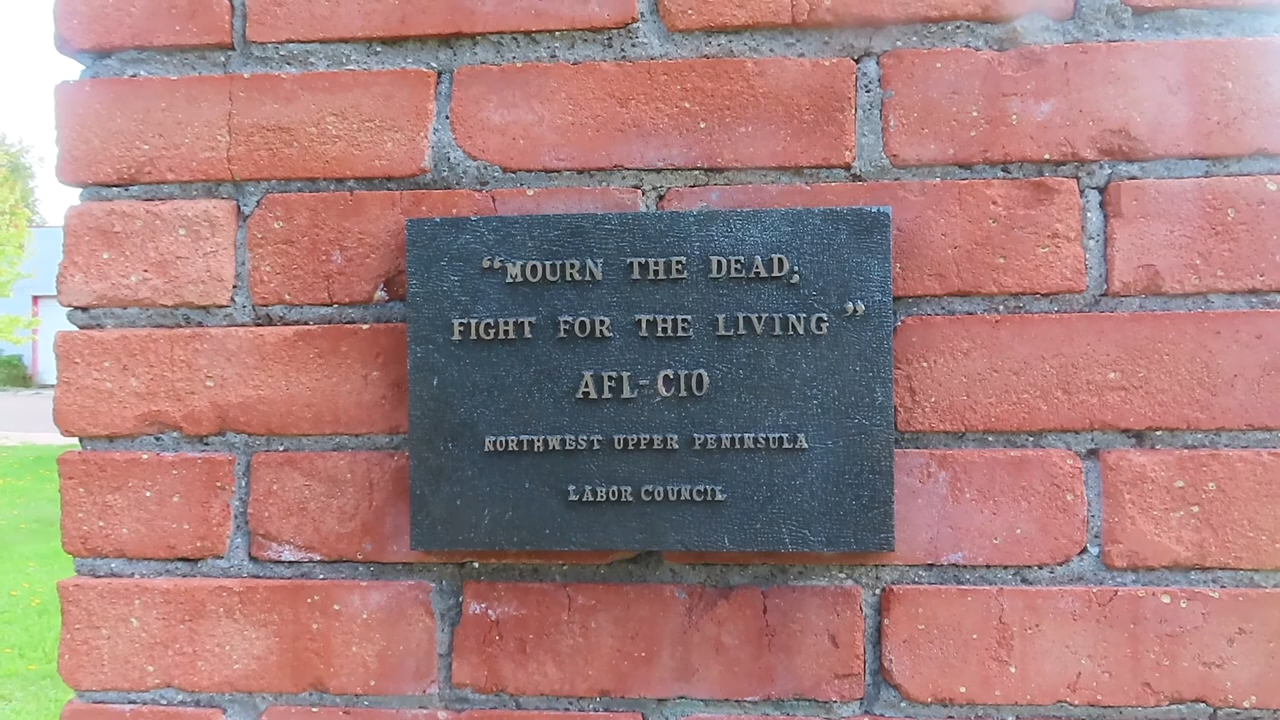 “MOURN THE DEAD;
FIGHT FOR THE LIVING”
AFL-CIO
NORTHWEST UPPER PENINSULA
LABOR COUNCIL